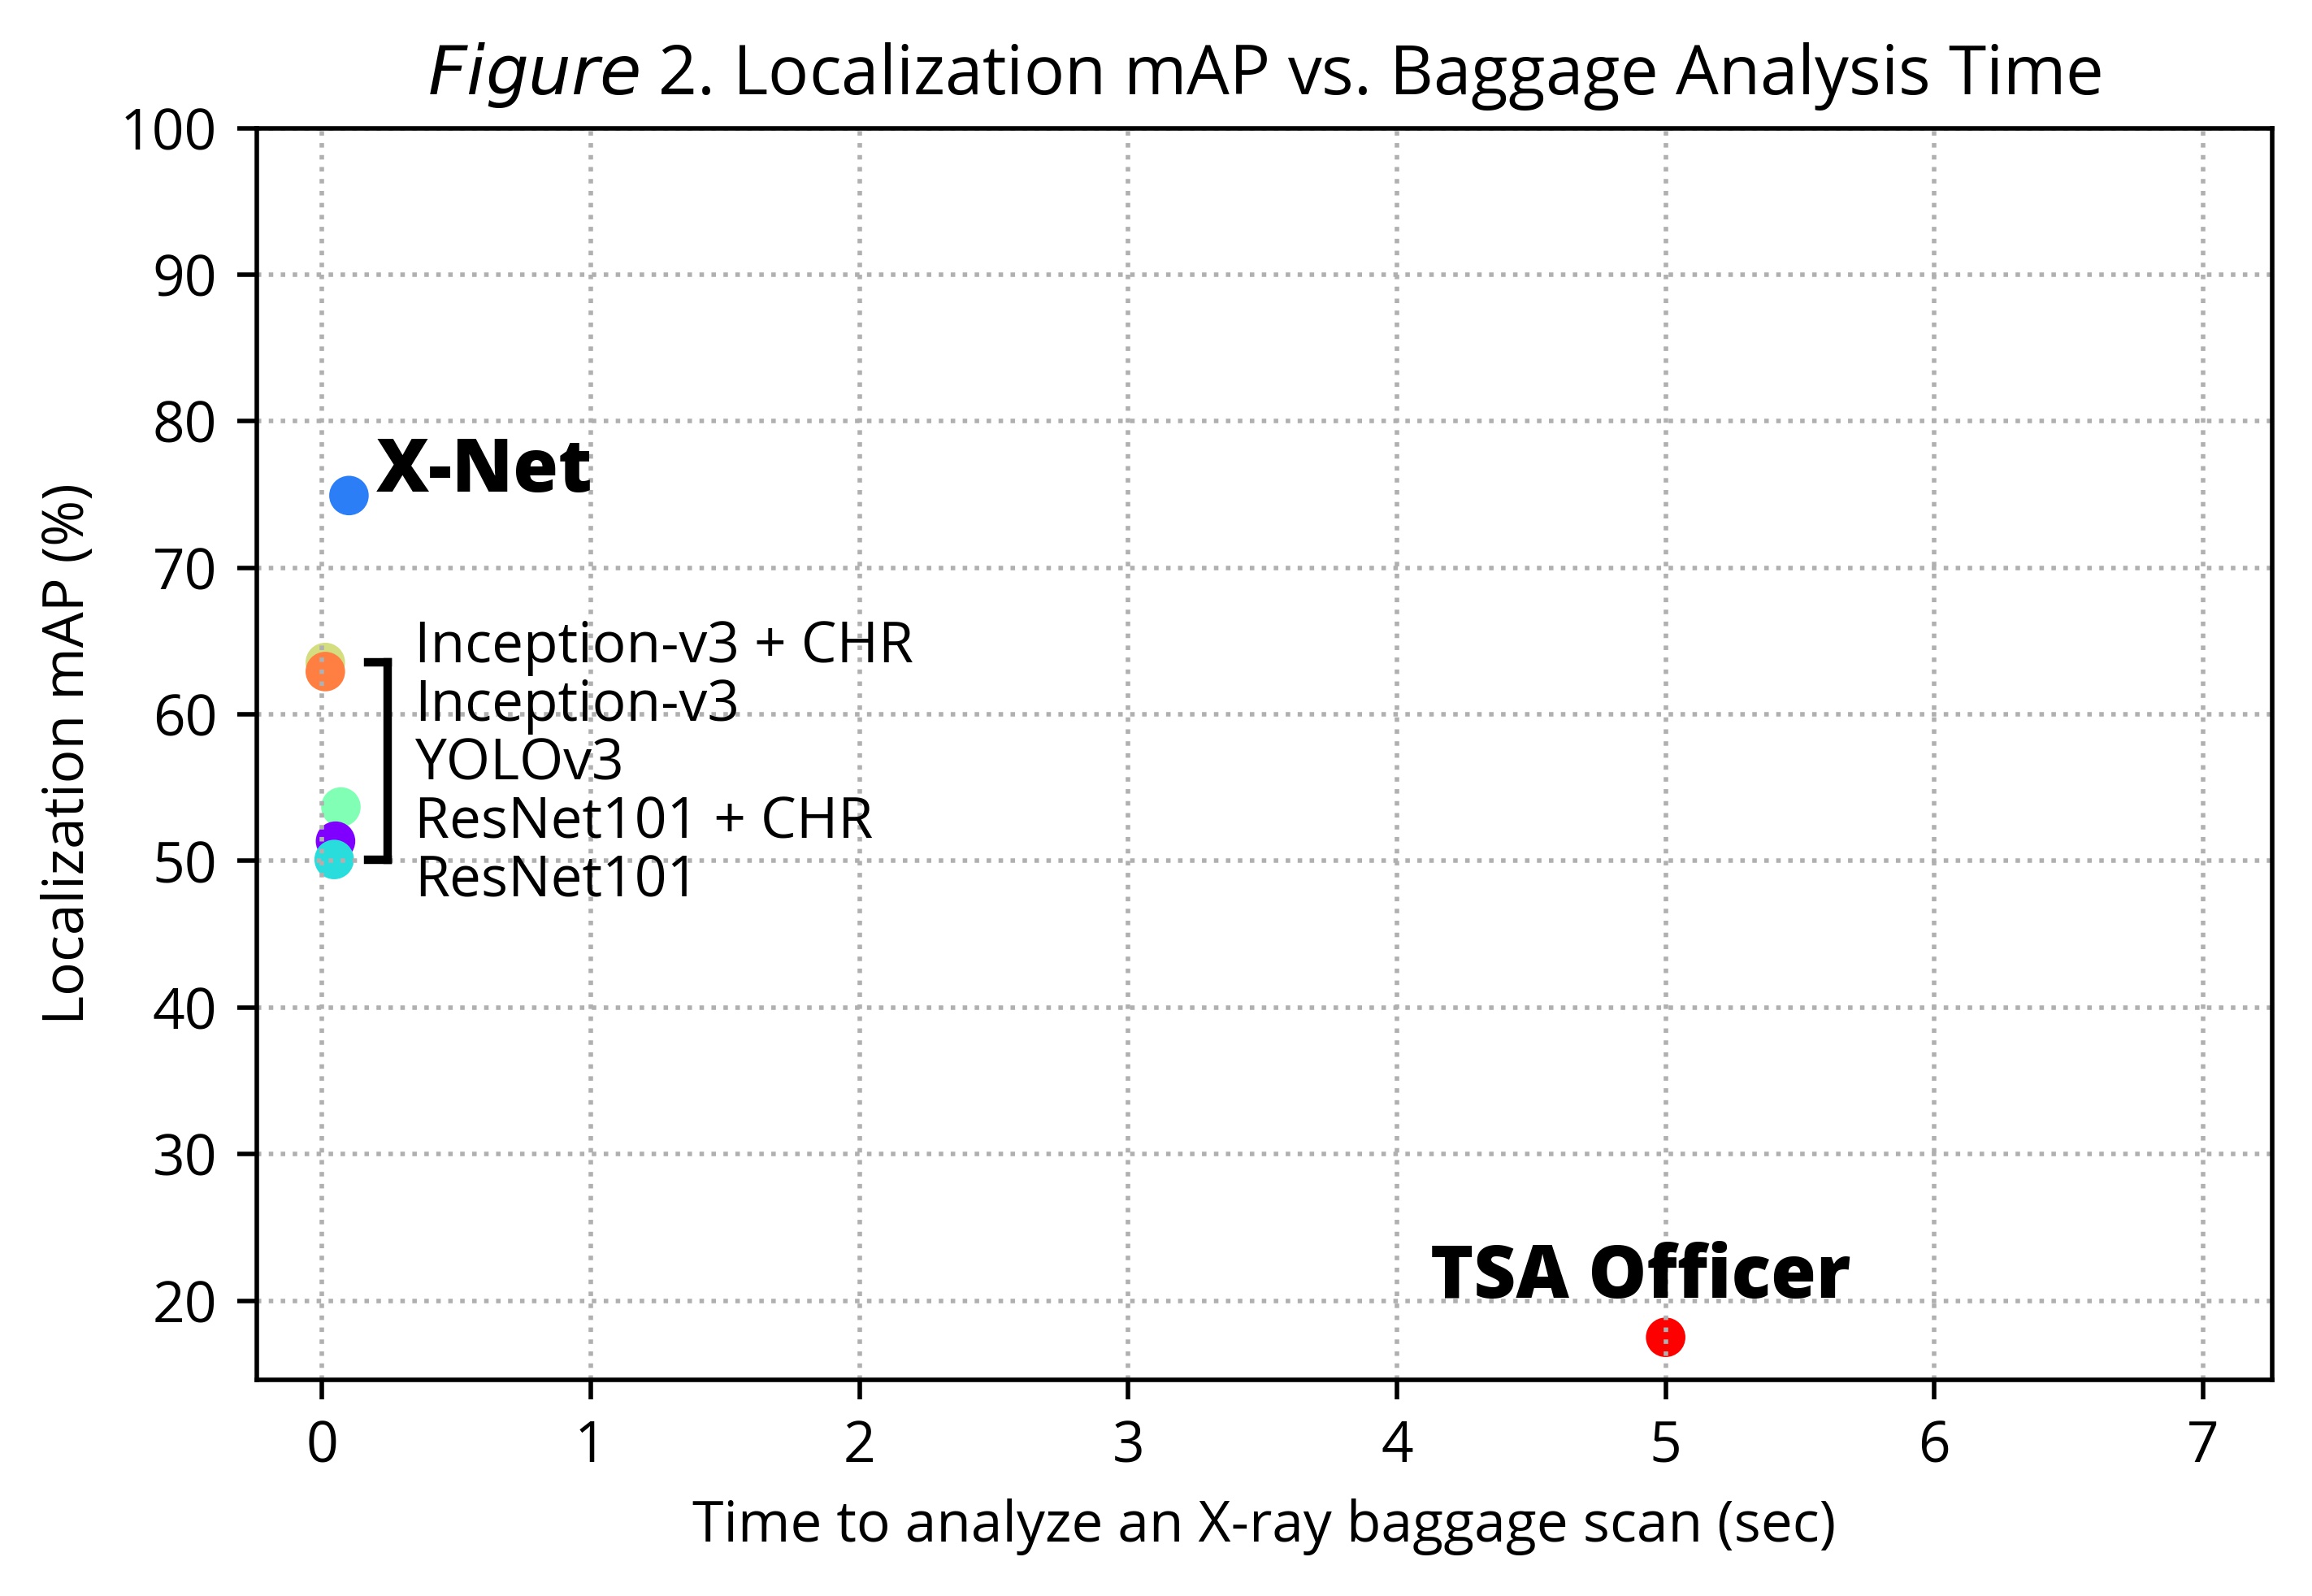 Figure 2. Localization mAP vs. Baggage Analysis Time
100
90
80
70
60
50
40
30
20
Localization mAP (%)
X-Net
Inception-v3 + CHR
Inception-v3
YOLOv3
ResNet101 + CHR
ResNet101
TSA Officer
0 1 2 3 4 5 6 7
Time to analyze an X-ray baggage scan (sec)